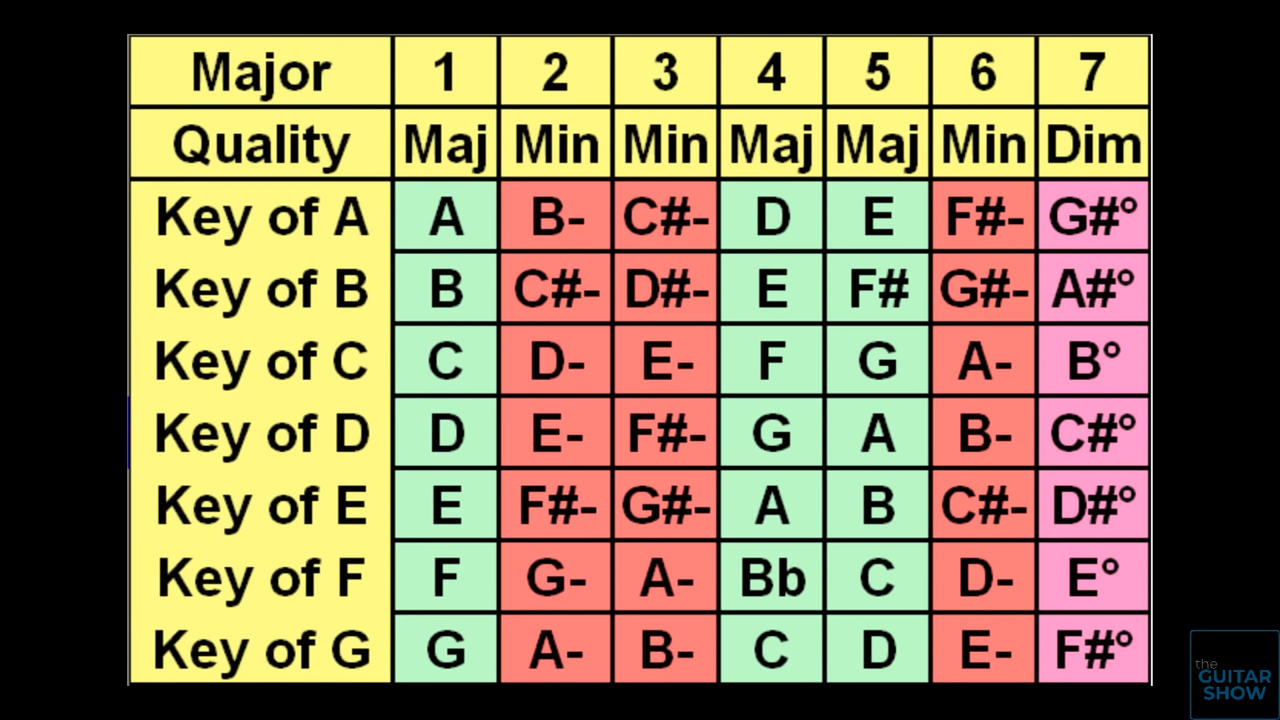 Major 1 2 3 4 5 6 7
Quality Maj Min Min Maj Maj Min Dim
Key of A A B- C#- D E F#- G#°
Key of B B C#- D#- E F# G#- A#°
Key of C C D- E- F G A- B°
Key of D D E- F#- G A B- C#°
Key of E E F#- G#- A B C#- D#°
Key of F F G- A- Bb C D- E°
Key of G G A- B- C D E- F#°
the
GUITAR
SHOW